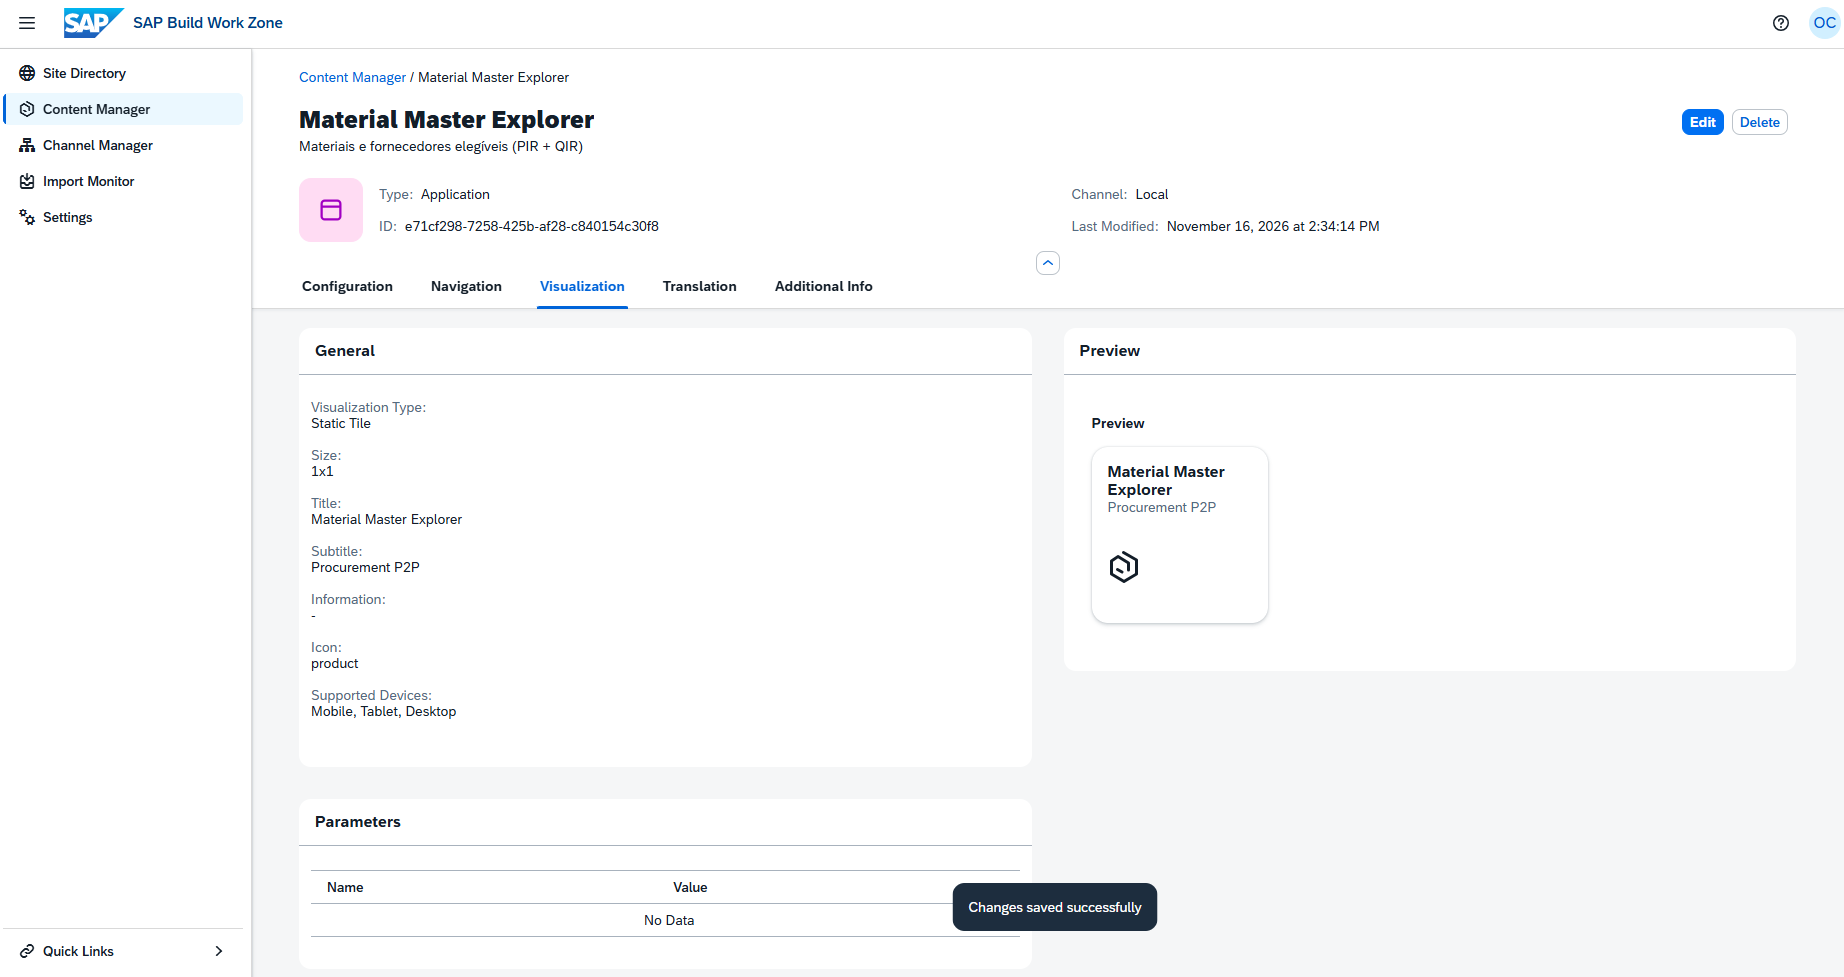 SAP SAP Build Work Zone
OC
Site Directory
Content Manager
Channel Manager
Import Monitor
Settings
Quick Links
Content Manager / Material Master Explorer
Material Master Explorer
Materiais e fornecedores elegíveis (PIR + QIR)
Edit
Delete
Type: Application
ID: e71cf298-7258-425b-af28-c840154c30f8
Channel: Local
Last Modified: November 16, 2026 at 2:34:14 PM
Configuration
Navigation
Visualization
Translation
Additional Info
General
Visualization Type:
Static Tile
Size:
1x1
Title:
Material Master Explorer
Subtitle:
Procurement P2P
Information:
-
Icon:
product
Supported Devices:
Mobile, Tablet, Desktop
Preview
Preview
Material Master
Explorer
Procurement P2P
Parameters
Name Value
No Data
Changes saved successfully